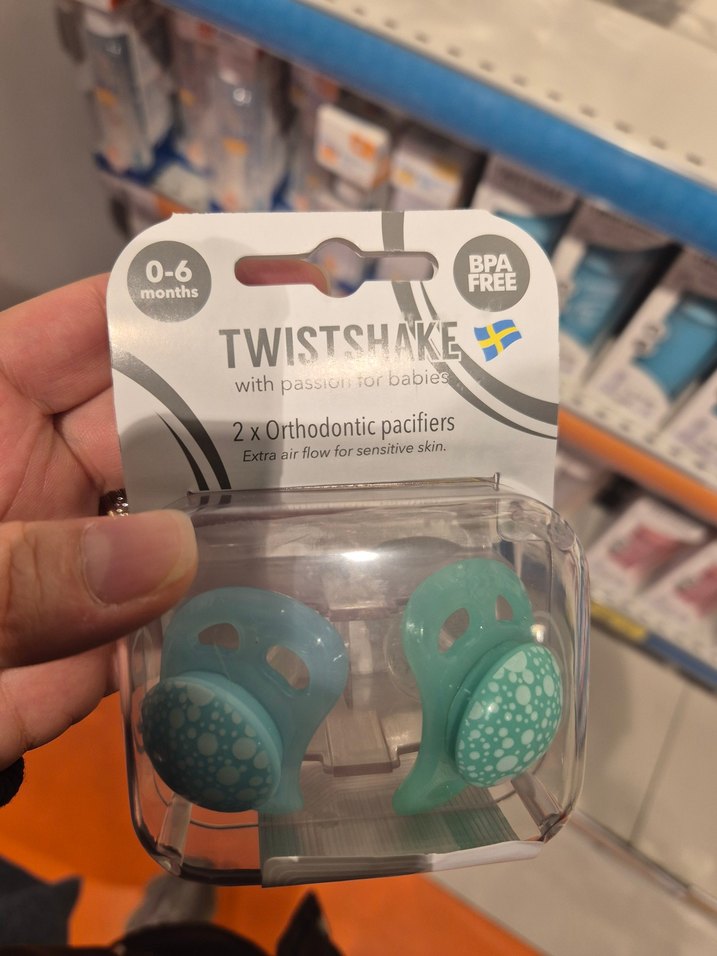 0-6
months
BPA
FREE
TWISTSHAKE
with passion for babies
2 x Orthodontic pacifiers
Extra air flow for sensitive skin.
TWISTSHAKE